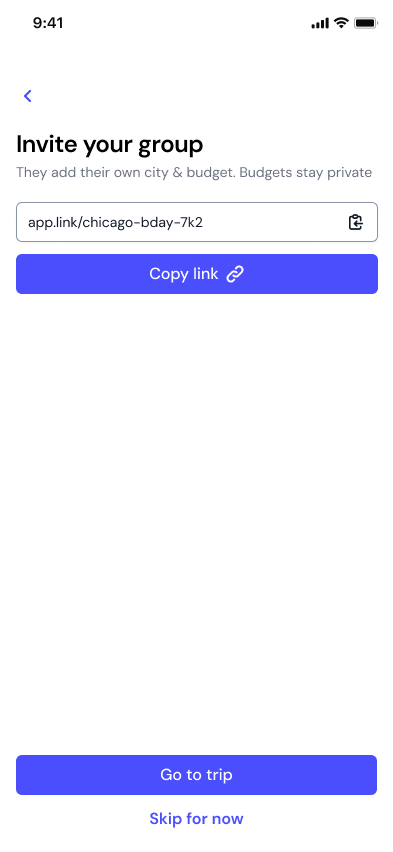 9:41
Invite your group
They add their own city & budget. Budgets stay private
app.link/chicago-bday-7k2
Copy link
Go to trip
Skip for now